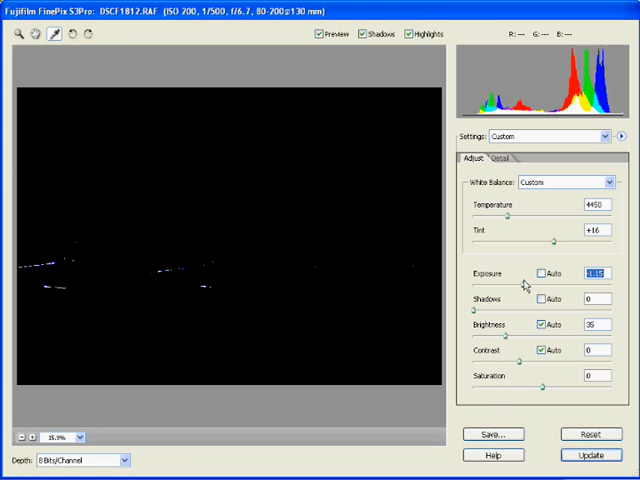 Fujifilm FinePix S3Pro: DSCF1812.RAF (ISO 200, 1/500, f/6.7, 80-200@130 mm)
Preview Shadows Highlights R: --- G: --- B: ---
Settings: Custom
Adjust Detail
White Balance: Custom
Temperature 4450
Tint +16
Exposure Auto -1.15
Shadows Auto 0
Brightness Auto 35
Contrast Auto 0
Saturation 0
15.9%
Save... Reset
Help Update
Depth: 8 Bits/Channel